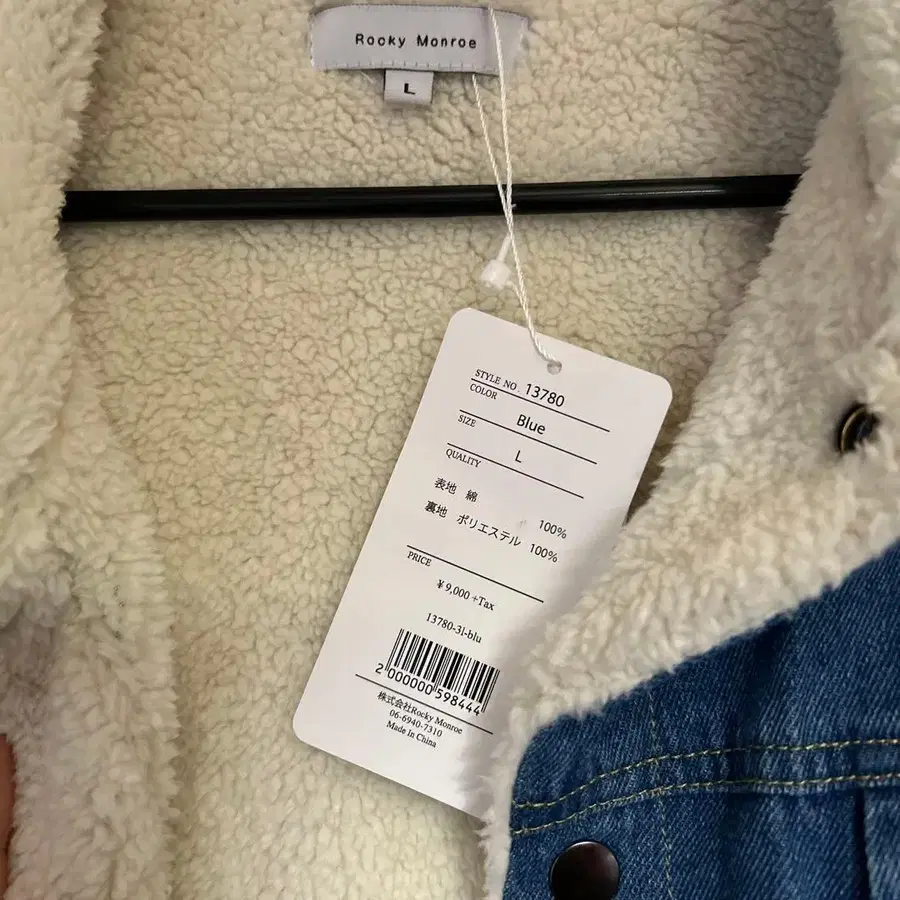 Rocky Monroe
L
STYLE NO. 13780
COLOR Blue
SIZE L
QUALITY
表地 綿 100%
裏地 ポリエステル 100%
PRICE
¥9,000 +Tax
13780-3l-blu
2 000000 598444
株式会社Rocky Monroe
06-6940-7310
Made In China